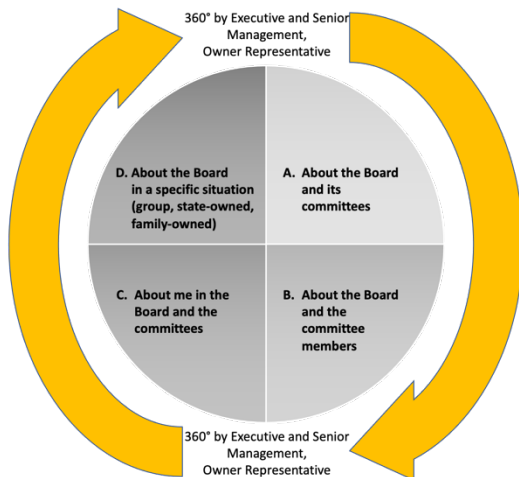 360° by Executive and Senior
Management,
Owner Representative
D. About the Board
in a specific situation
(group, state-owned,
family-owned)
A. About the Board
and its
committees
C. About me in the
Board and the
committees
B. About the Board
and the
committee
members
360° by Executive and Senior
Management,
Owner Representative